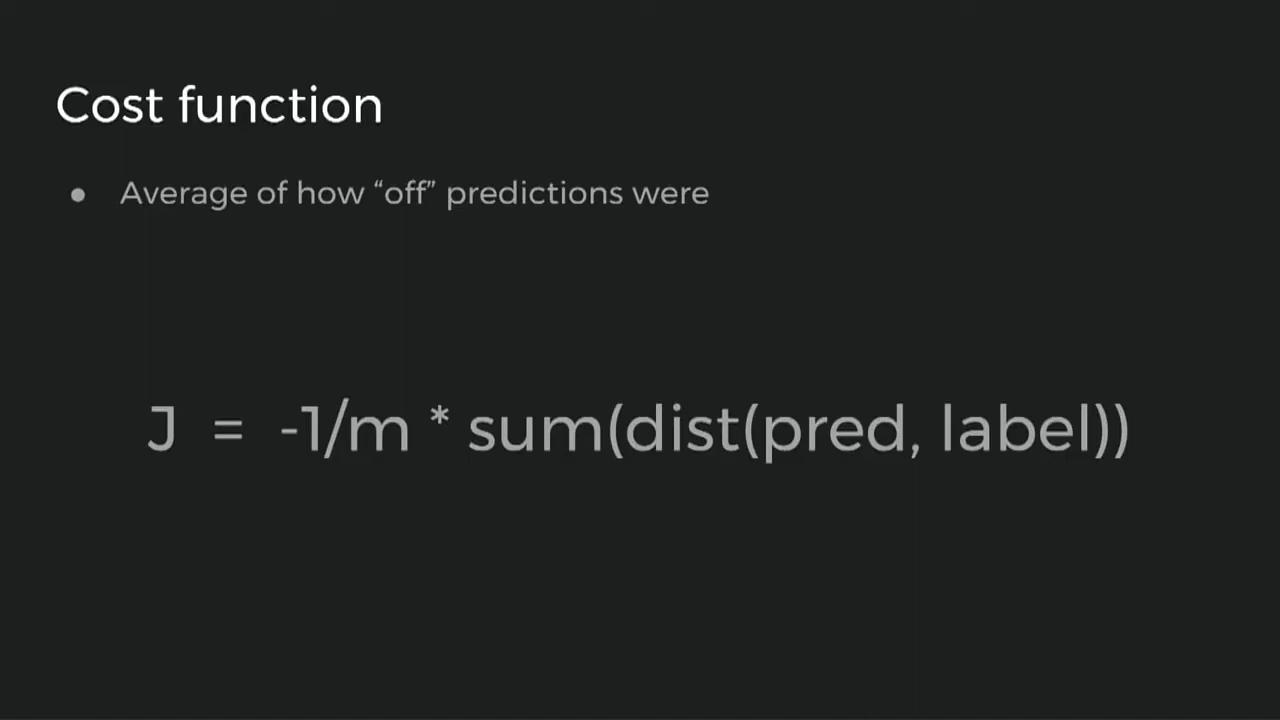 Cost function
● Average of how “off” predictions were
J = -1/m * sum(dist(pred, label))